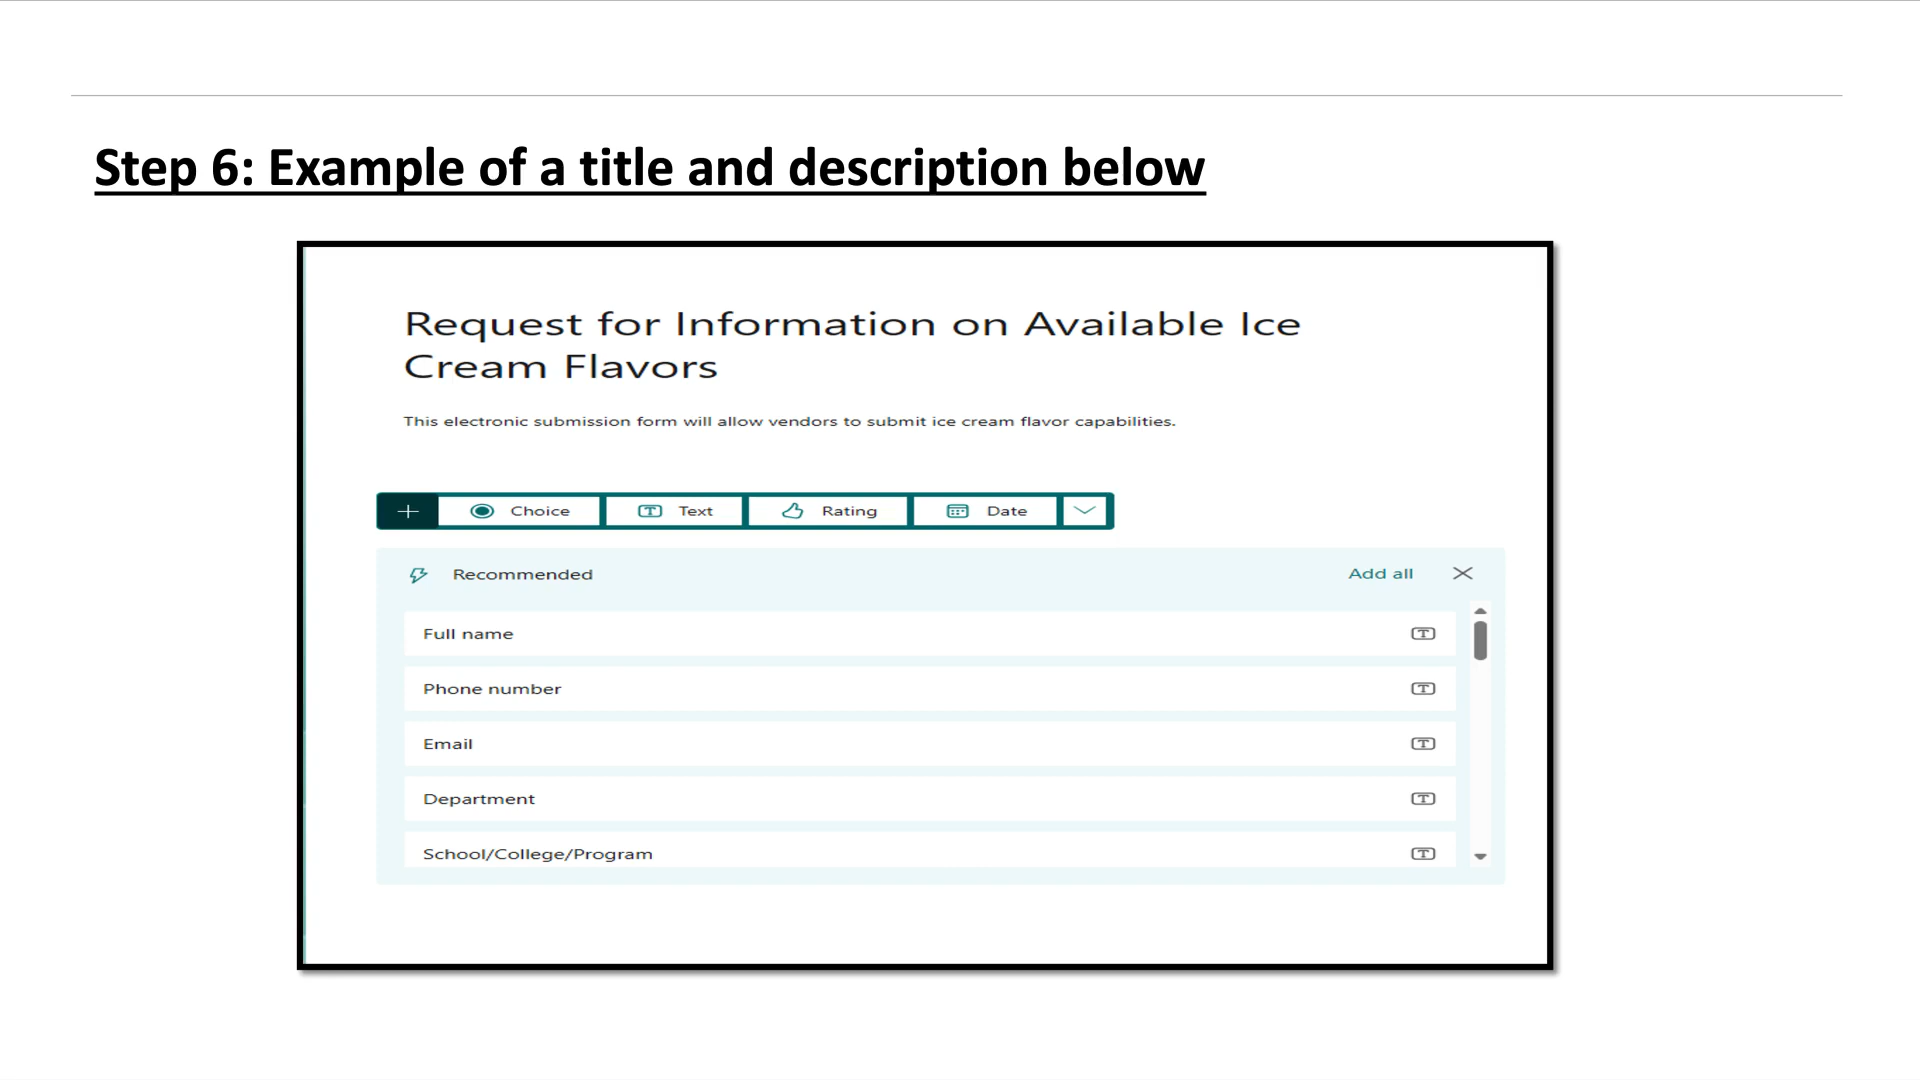 Step 6: Example of a title and description below
Request for Information on Available Ice
Cream Flavors
This electronic submission form will allow vendors to submit ice cream flavor capabilities.
Choice Text Rating Date
Recommended Add all
Full name
Phone number
Email
Department
School/College/Program